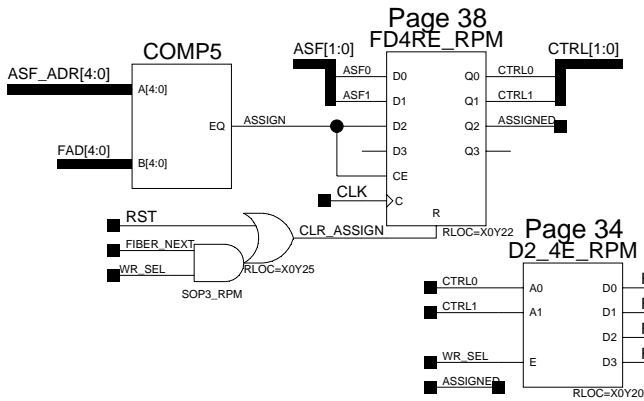 Page 38
COMP5
ASF[1:0]
FD4RE_RPM
CTRL[1:0]
ASF_ADR[4:0]
A[4:0]
ASF0
D0
Q0
CTRL0
ASF1
D1
Q1
CTRL1
EQ
ASSIGN
D2
Q2
ASSIGNED
FAD[4:0]
B[4:0]
D3
Q3
CE
CLK
C
RST
R
CLR_ASSIGN
RLOC=X0Y22
FIBER_NEXT
WR_SEL
RLOC=X0Y25
SOP3_RPM
Page 34
D2_4E_RPM
CTRL0
A0
D0
CTRL1
A1
D1
D2
WR_SEL
E
D3
ASSIGNED
RLOC=X0Y20